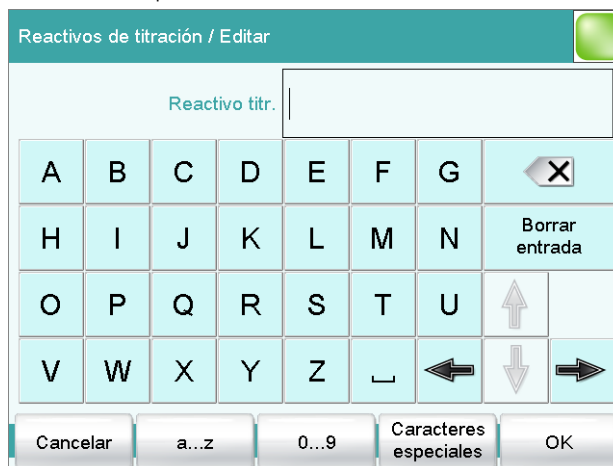 Reactivos de titración / Editar
Reactivo titr.
A B C D E F G
H I J K L M N Borrar entrada
O P Q R S T U
V W X Y Z
Cancelar a...z 0...9 Caracteres especiales OK